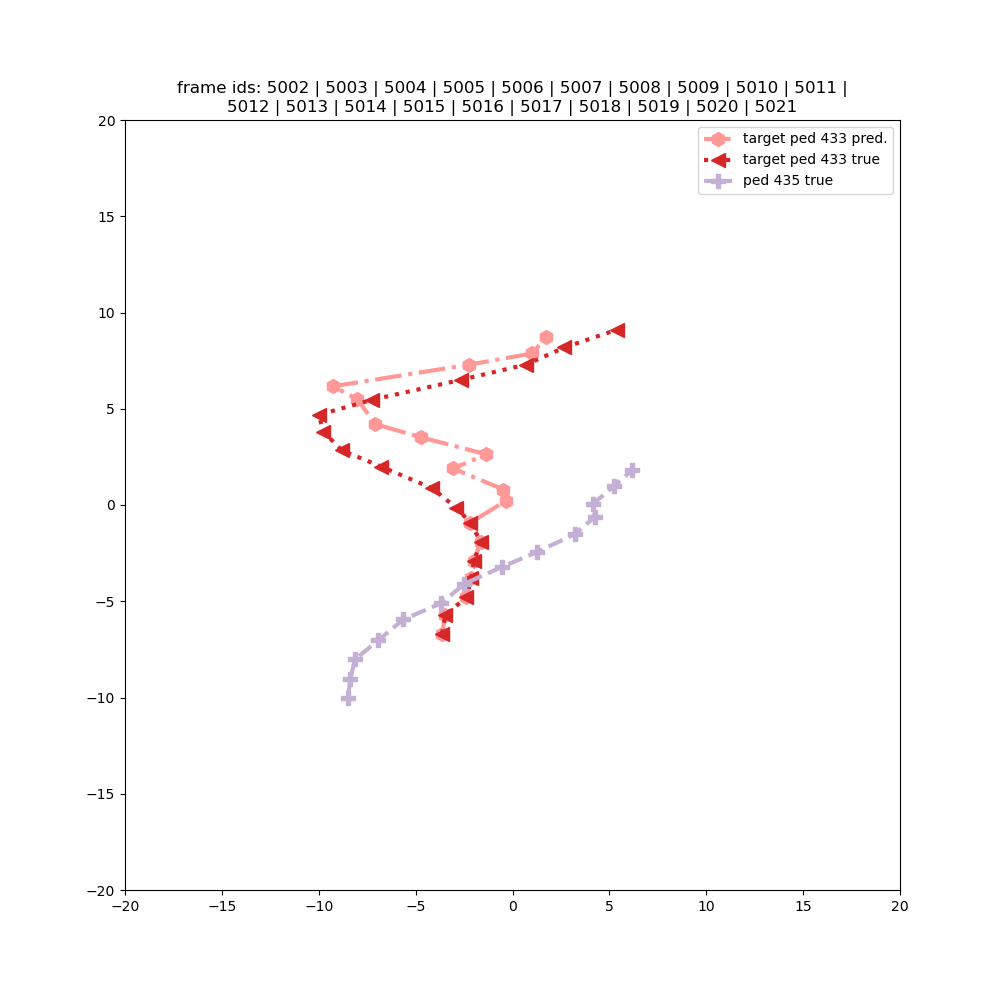 frame ids: 5002 | 5003 | 5004 | 5005 | 5006 | 5007 | 5008 | 5009 | 5010 | 5011 |
5012 | 5013 | 5014 | 5015 | 5016 | 5017 | 5018 | 5019 | 5020 | 5021
target ped 433 pred.
target ped 433 true
ped 435 true
20
15
10
5
0
−5
−10
−15
−20
−20 −15 −10 −5 0 5 10 15 20